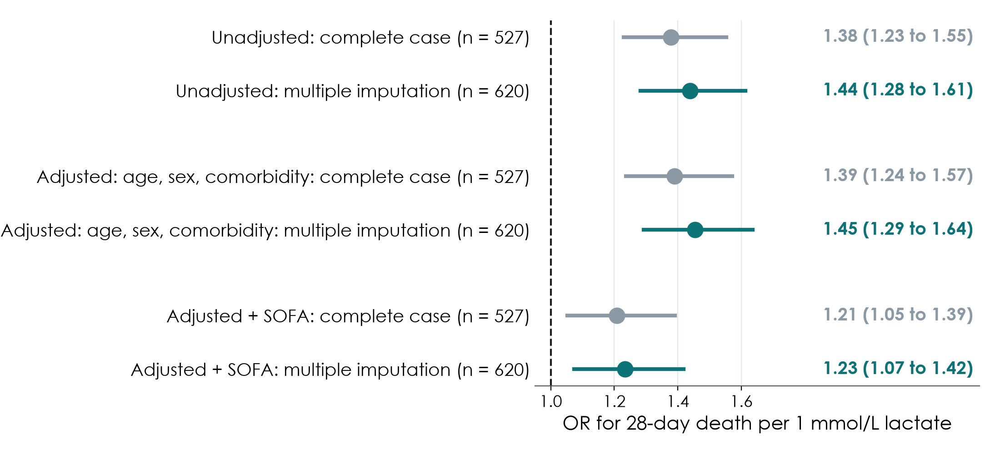 Unadjusted: complete case (n = 527) 1.38 (1.23 to 1.55)
Unadjusted: multiple imputation (n = 620) 1.44 (1.28 to 1.61)
Adjusted: age, sex, comorbidity: complete case (n = 527) 1.39 (1.24 to 1.57)
Adjusted: age, sex, comorbidity: multiple imputation (n = 620) 1.45 (1.29 to 1.64)
Adjusted + SOFA: complete case (n = 527) 1.21 (1.05 to 1.39)
Adjusted + SOFA: multiple imputation (n = 620) 1.23 (1.07 to 1.42)
1.0 1.2 1.4 1.6
OR for 28-day death per 1 mmol/L lactate